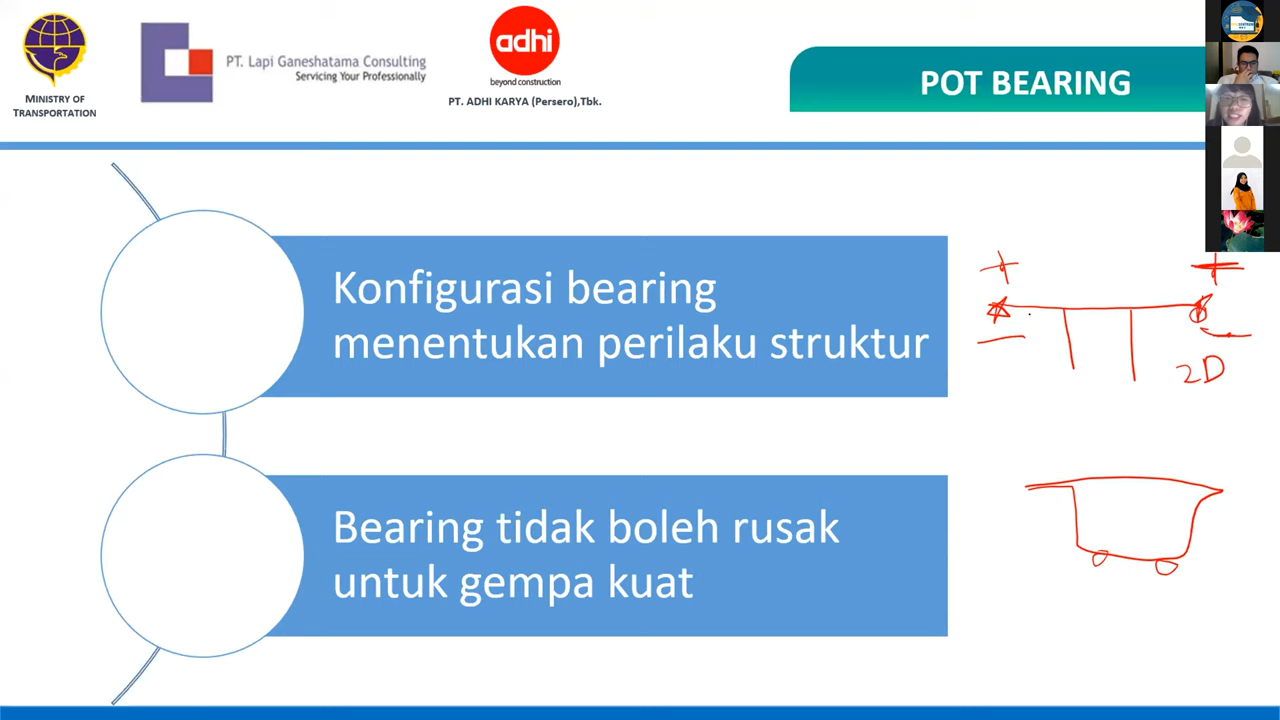 MINISTRY OF
TRANSPORTATION
PT. Lapi Ganeshatama Consulting
Servicing Your Professionally
adhi
beyond construction
PT. ADHI KARYA (Persero),Tbk.
POT BEARING
Konfigurasi bearing
menentukan perilaku struktur
2D
Bearing tidak boleh rusak
untuk gempa kuat